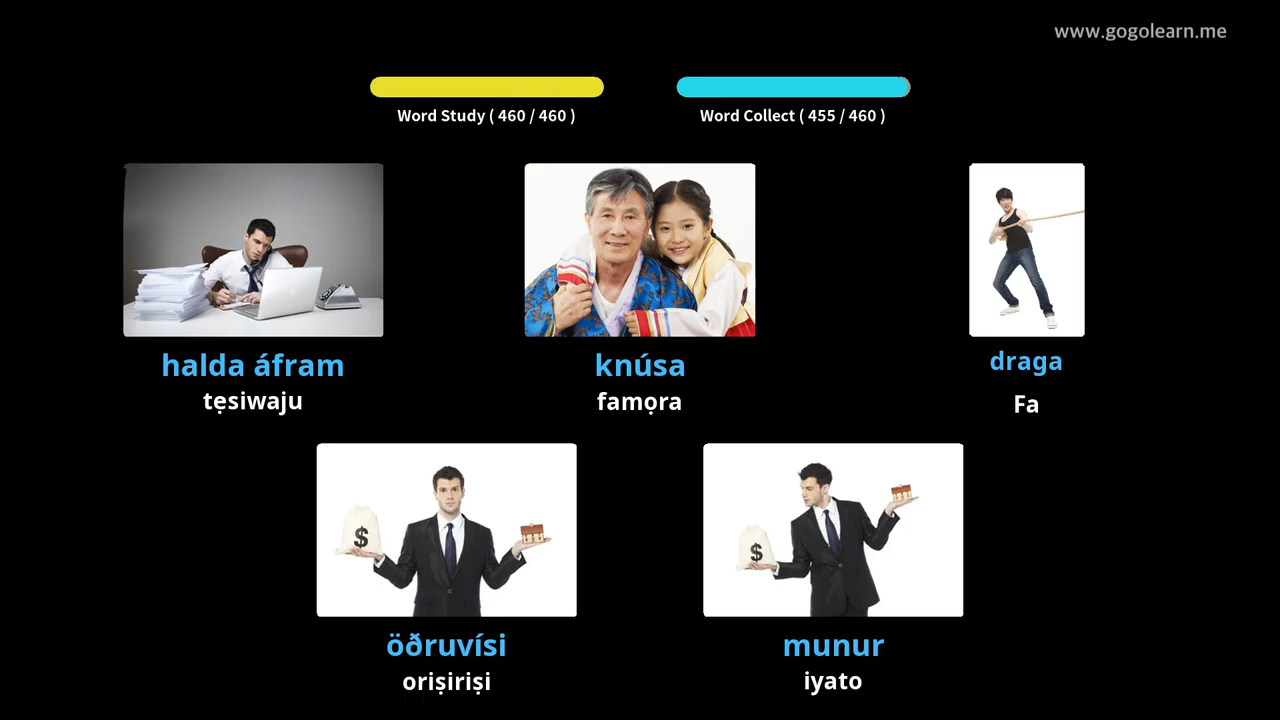 www.gogolearn.me
Word Study ( 460 / 460 )
Word Collect ( 455 / 460 )
halda áfram
tẹsiwaju
knúsa
famọra
draga
Fa
öðruvísi
oriṣiriṣi
munur
iyato